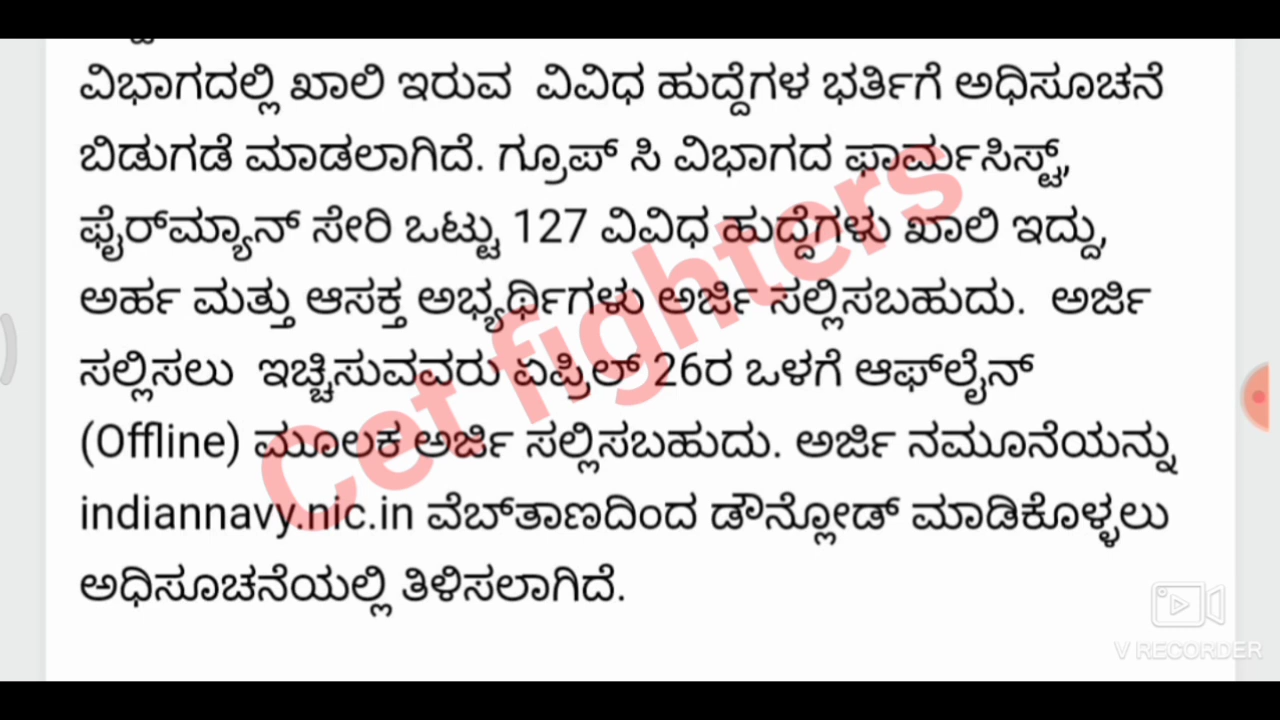 ವಿಭಾಗದಲ್ಲಿ ಖಾಲಿ ಇರುವ ವಿವಿಧ ಹುದ್ದೆಗಳ ಭರ್ತಿಗೆ ಅಧಿಸೂಚನೆ
ಬಿಡುಗಡೆ ಮಾಡಲಾಗಿದೆ. ಗ್ರೂಪ್ ಸಿ ವಿಭಾಗದ ಫಾರ್ಮಸಿಸ್ಟ್,
ಫೈರ್‌ಮ್ಯಾನ್ ಸೇರಿ ಒಟ್ಟು 127 ವಿವಿಧ ಹುದ್ದೆಗಳು ಖಾಲಿ ಇದ್ದು,
ಅರ್ಹ ಮತ್ತು ಆಸಕ್ತ ಅಭ್ಯರ್ಥಿಗಳು ಅರ್ಜಿ ಸಲ್ಲಿಸಬಹುದು. ಅರ್ಜಿ
ಸಲ್ಲಿಸಲು ಇಚ್ಚಿಸುವವರು ಏಪ್ರಿಲ್ 26ರ ಒಳಗೆ ಆಫ್‌ಲೈನ್
(Offline) ಮೂಲಕ ಅರ್ಜಿ ಸಲ್ಲಿಸಬಹುದು. ಅರ್ಜಿ ನಮೂನೆಯನ್ನು
indiannavy.nic.in ವೆಬ್‌ತಾಣದಿಂದ ಡೌನ್ಲೋಡ್ ಮಾಡಿಕೊಳ್ಳಲು
ಅಧಿಸೂಚನೆಯಲ್ಲಿ ತಿಳಿಸಲಾಗಿದೆ.
Cet fighters
V RECORDER